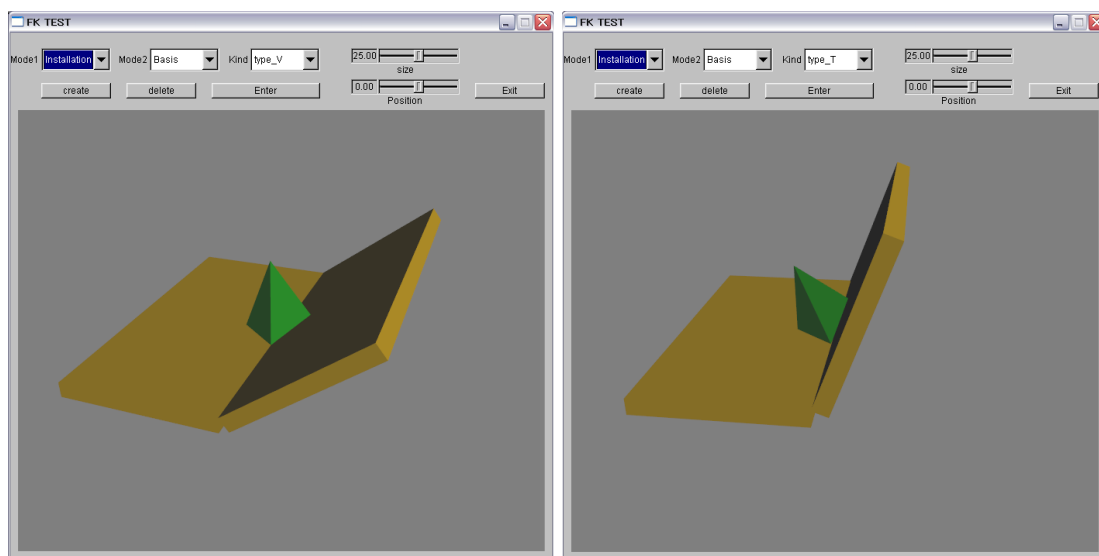 FK TEST
Mode1 Installation Mode2 Basis Kind type_V 25.00
size
create delete Enter 0.00 Exit
Position
FK TEST
Mode1 Installation Mode2 Basis Kind type_T 25.00
size
create delete Enter 0.00 Exit
Position